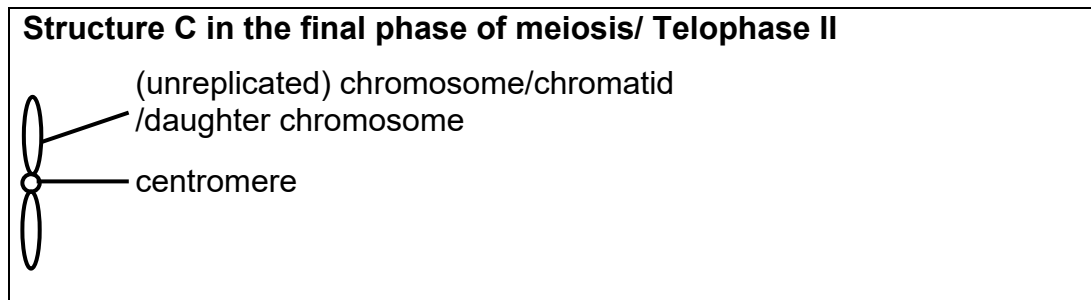 Structure C in the final phase of meiosis/ Telophase II
(unreplicated) chromosome/chromatid
/daughter chromosome
centromere